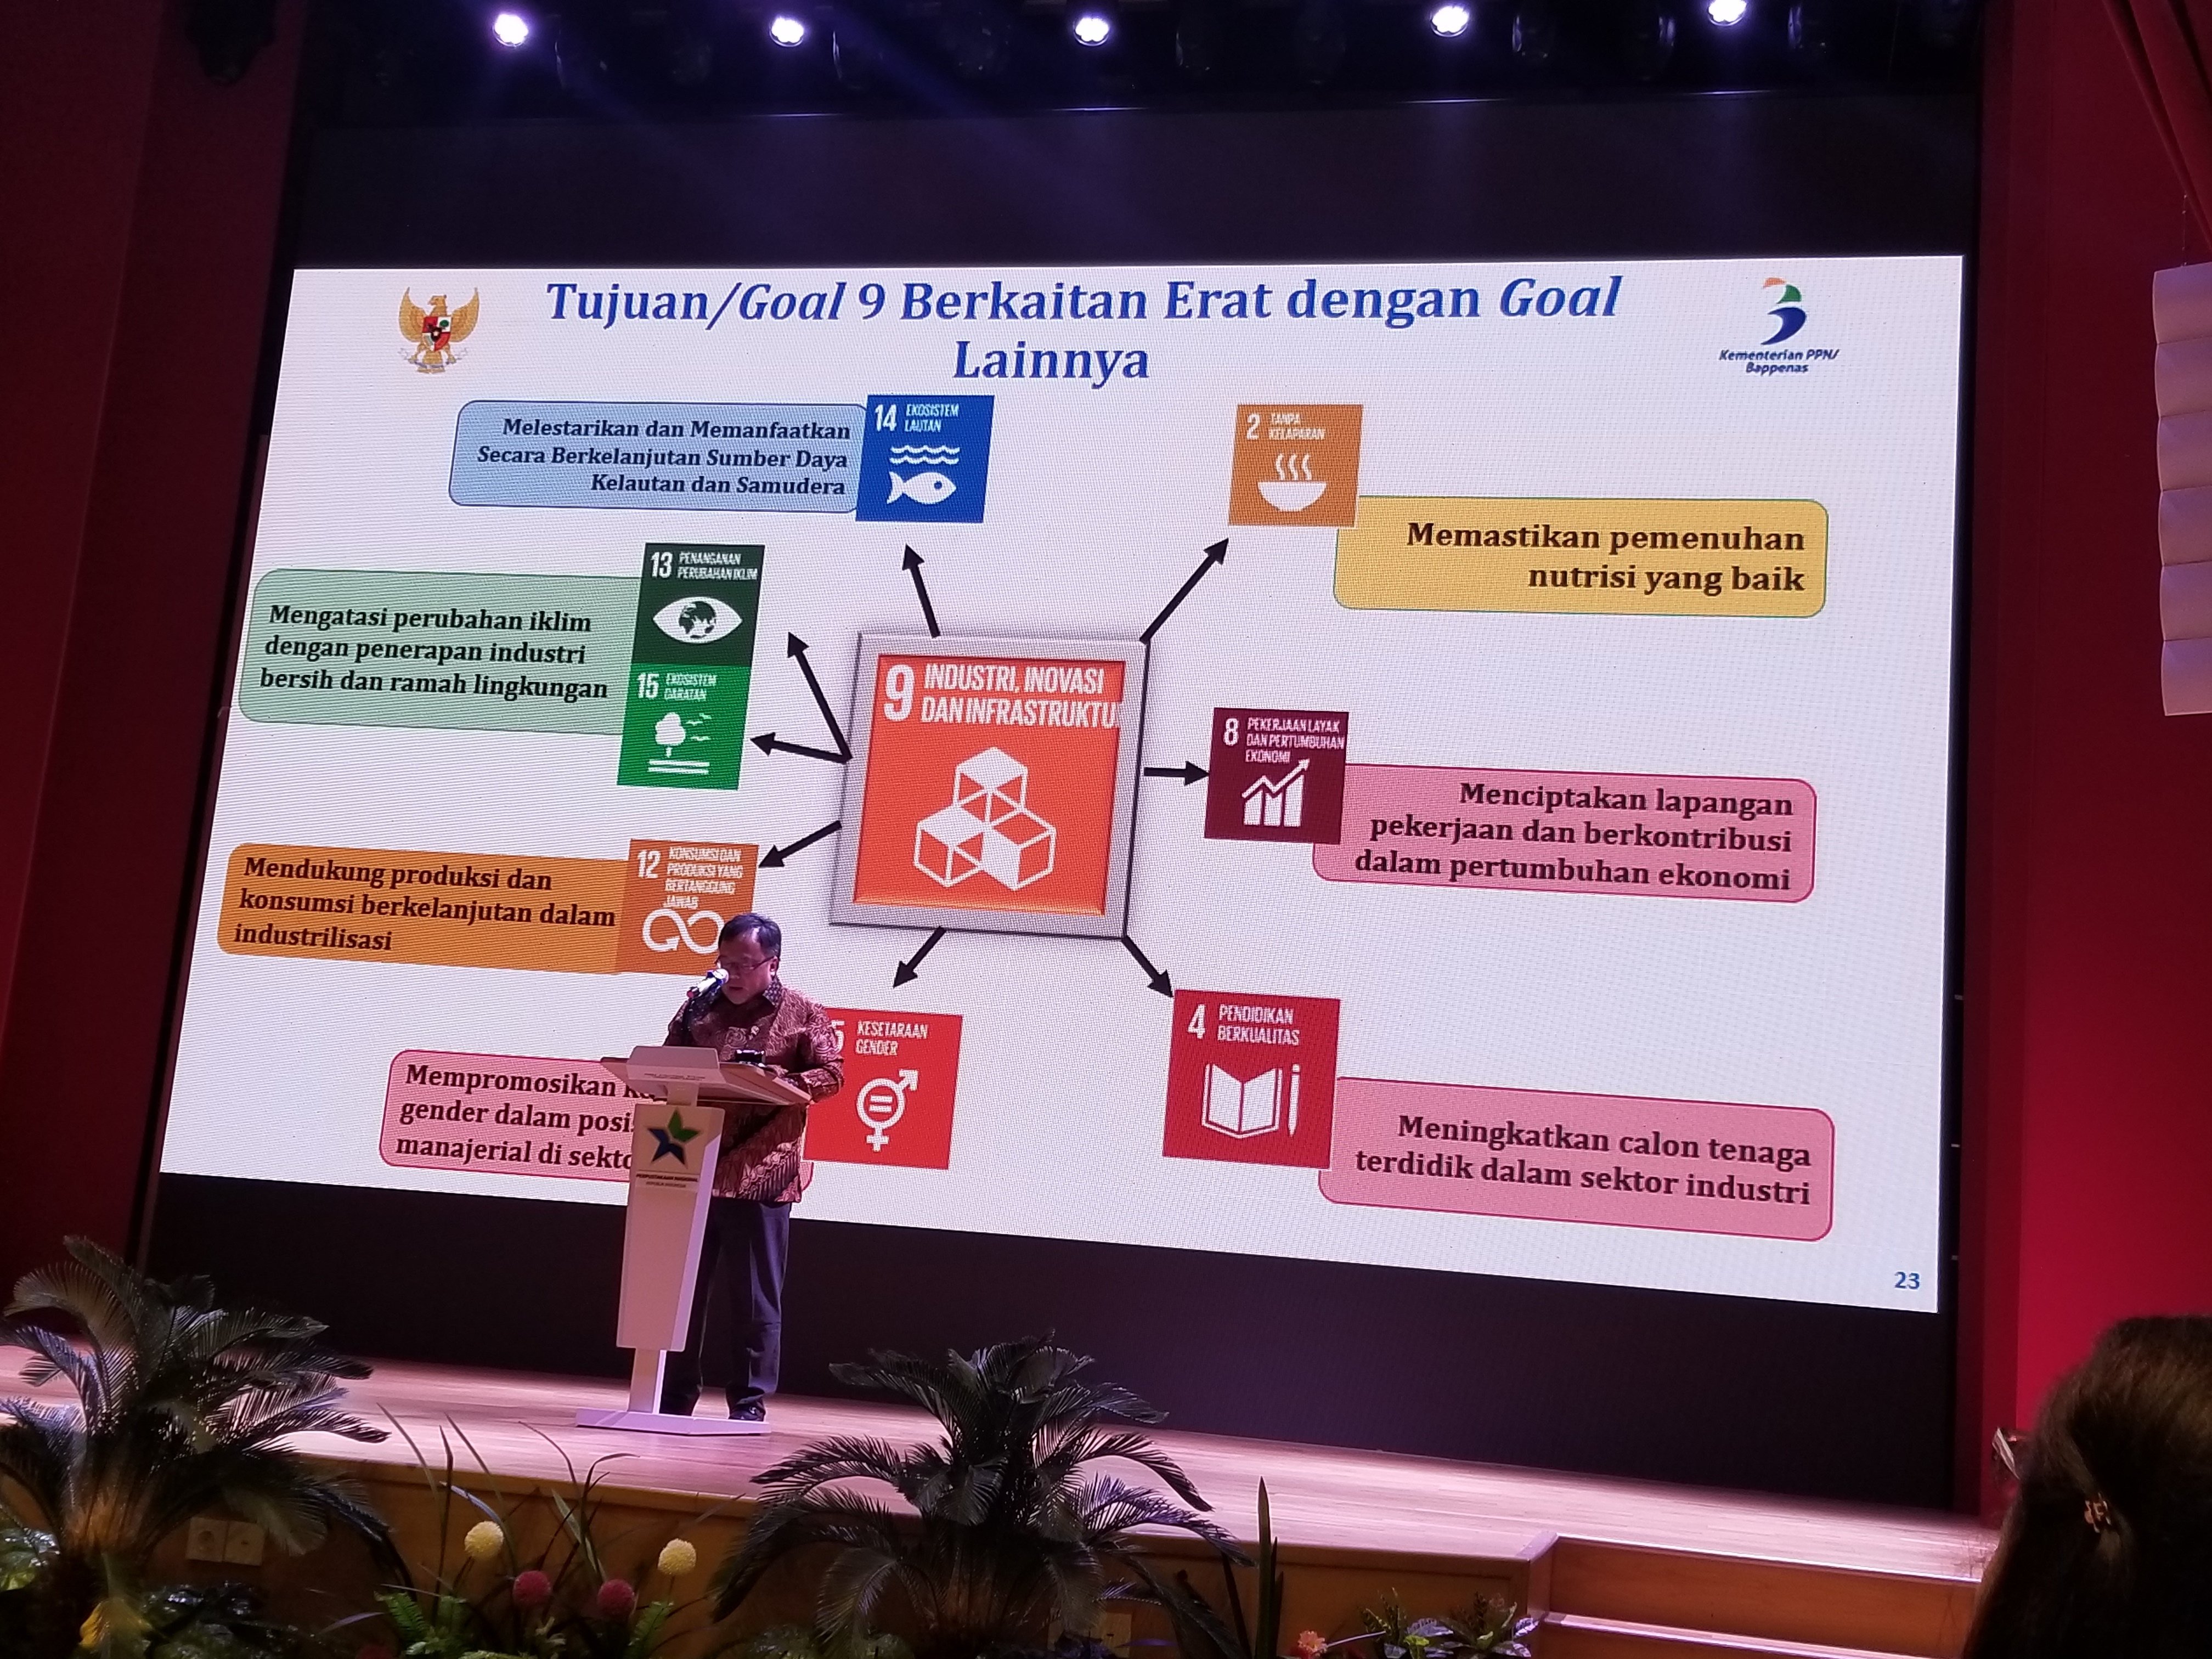 Tujuan/Goal 9 Berkaitan Erat dengan Goal
Lainnya
Kementerian PPN/
Bappenas
Melestarikan dan Memanfaatkan
Secara Berkelanjutan Sumber Daya
Kelautan dan Samudera
14 EKOSISTEM
LAUTAN
2 TANPA
KELAPARAN
Memastikan pemenuhan
nutrisi yang baik
Mengatasi perubahan iklim
dengan penerapan industri
bersih dan ramah lingkungan
13 PENANGANAN
PERUBAHAN IKLIM
15 EKOSISTEM
DARATAN
9 INDUSTRI, INOVASI
DAN INFRASTRUKTU
8 PEKERJAAN LAYAK
DAN PERTUMBUHAN
EKONOMI
Menciptakan lapangan
pekerjaan dan berkontribusi
dalam pertumbuhan ekonomi
Mendukung produksi dan
konsumsi berkelanjutan dalam
industrilisasi
12 KONSUMSI DAN
PRODUKSI YANG
BERTANGGUNG
JAWAB
Mempromosikan
gender dalam
manajerial di
5 KESETARAAN
GENDER
4 PENDIDIKAN
BERKUALITAS
Meningkatkan calon tenaga
terdidik dalam sektor industri
23
PERPUSTAKAAN NASIONAL